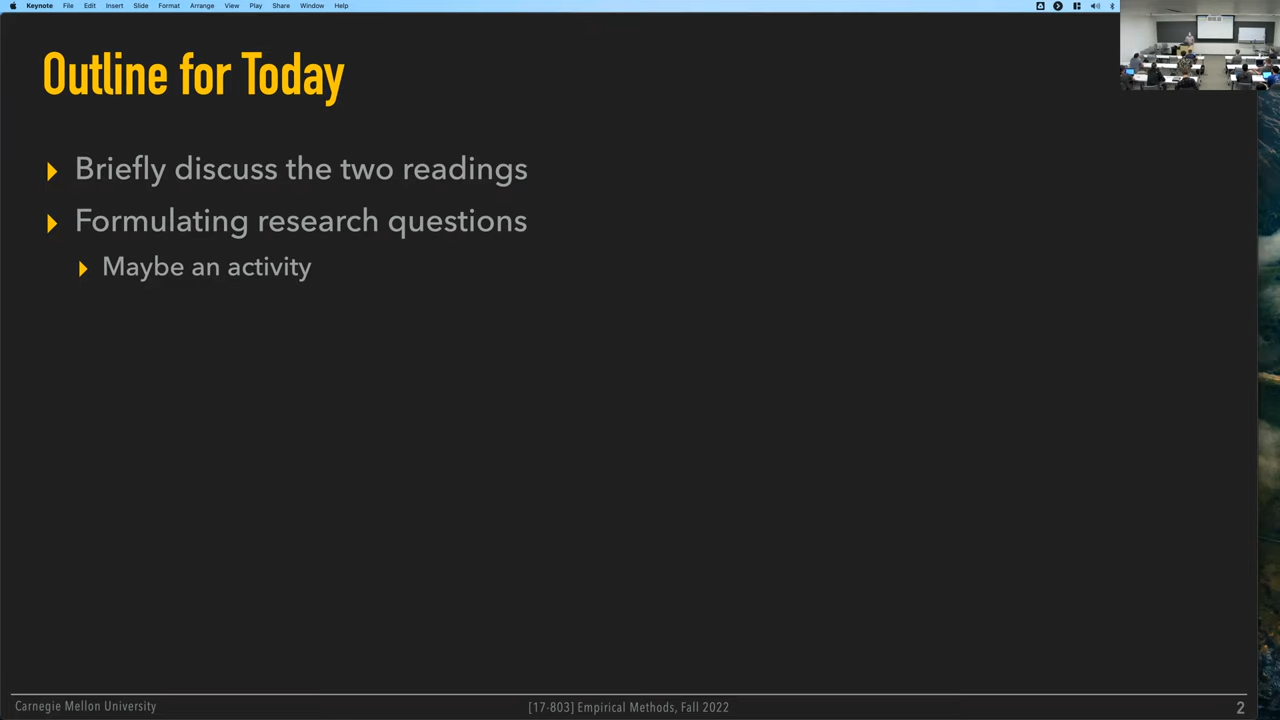 Keynote File Edit Insert Slide Format Arrange View Play Share Window Help
Outline for Today
Briefly discuss the two readings
Formulating research questions
Maybe an activity
Carnegie Mellon University
[17-803] Empirical Methods, Fall 2022
2